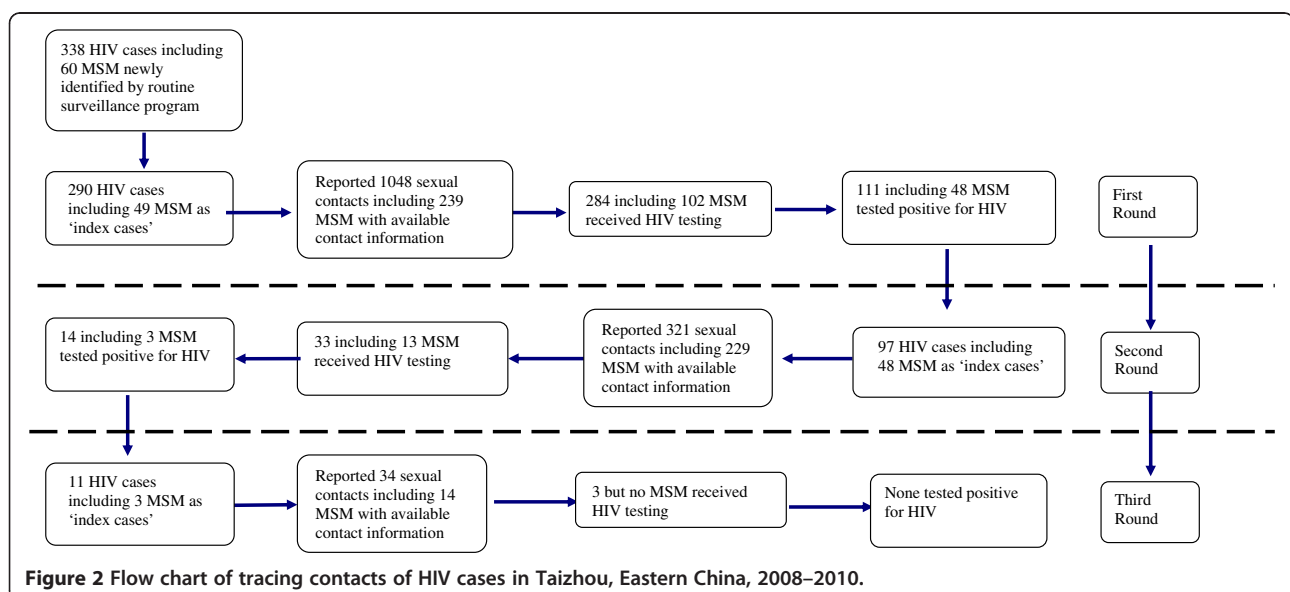 338 HIV cases including
60 MSM newly
identified by routine
surveillance program
290 HIV cases
including 49 MSM as
‘index cases’
Reported 1048 sexual
contacts including 239
MSM with available
contact information
284 including 102 MSM
received HIV testing
111 including 48 MSM
tested positive for HIV
First
Round
14 including 3 MSM
tested positive for HIV
33 including 13 MSM
received HIV testing
Reported 321 sexual
contacts including 229
MSM with available
contact information
97 HIV cases including
48 MSM as ‘index cases’
Second
Round
11 HIV cases
including 3 MSM as
‘index cases’
Reported 34 sexual
contacts including 14
MSM with available
contact information
3 but no MSM received
HIV testing
None tested positive
for HIV
Third
Round
Figure 2 Flow chart of tracing contacts of HIV cases in Taizhou, Eastern China, 2008–2010.